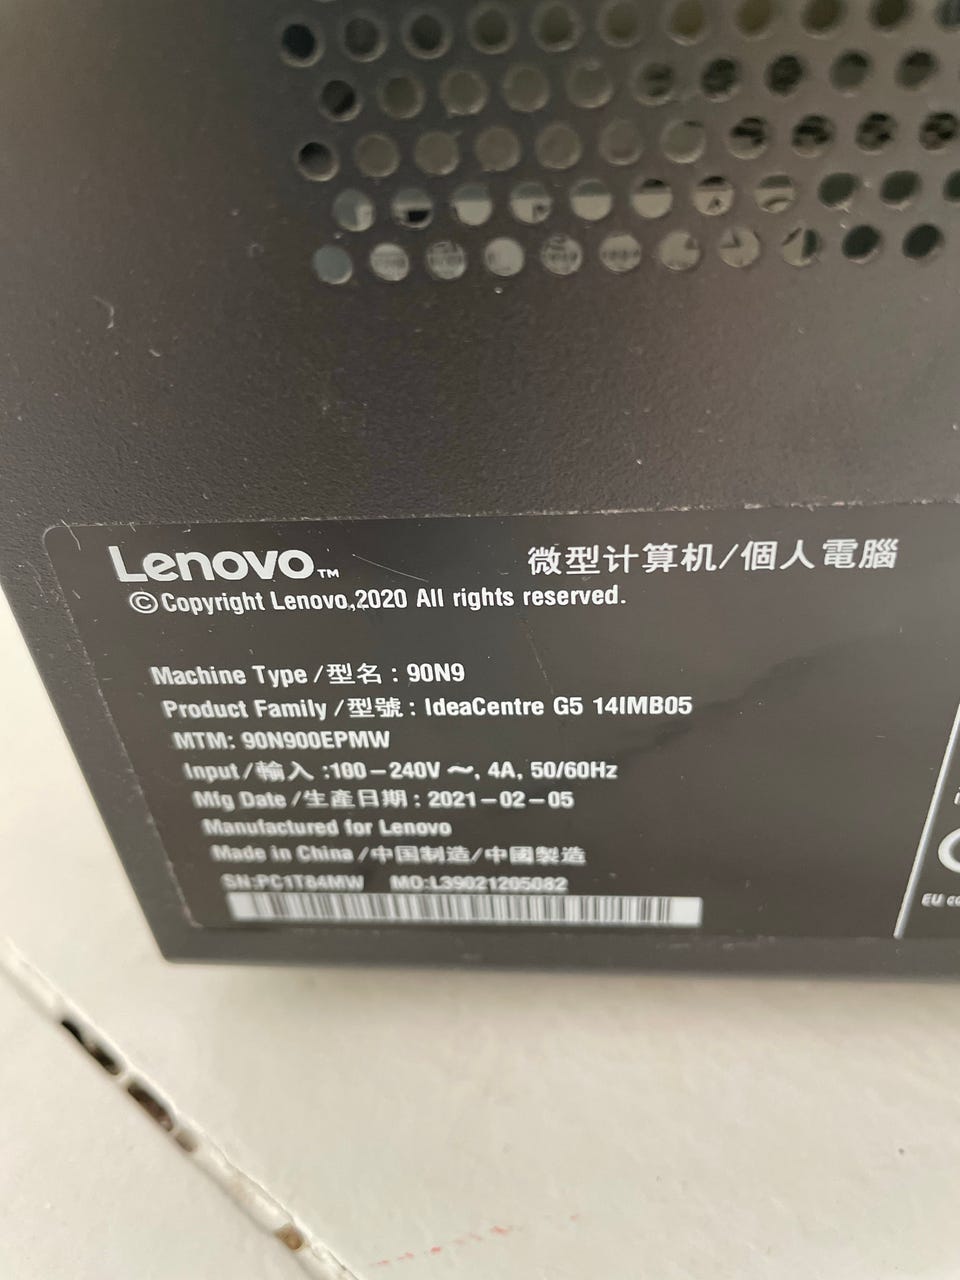 Lenovo™
微型计算机/個人電腦
©Copyright Lenovo,2020 All rights reserved.
Machine Type /型名 : 90N9
Product Family /型號 : IdeaCentre G5 14IMB05
MTM: 90N900EPMW
Input/輸入 :100–240V ～, 4A, 50/60Hz
Mfg Date /生產日期 : 2021–02–05
Manufactured for Lenovo
Made in China /中国制造/中國製造
SN:PC1T84MW MO:L39021205082
EU